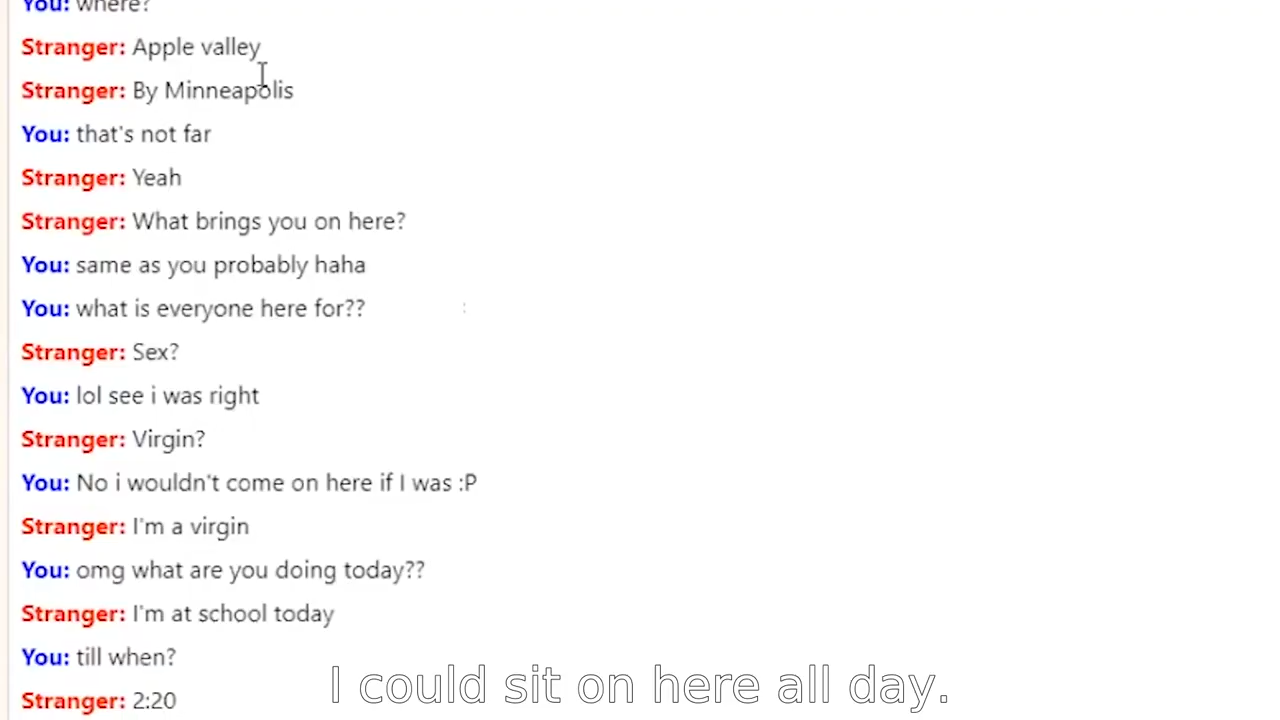 You: where?
Stranger: Apple valley
Stranger: By Minneapolis
You: that's not far
Stranger: Yeah
Stranger: What brings you on here?
You: same as you probably haha
You: what is everyone here for??
Stranger: Sex?
You: lol see i was right
Stranger: Virgin?
You: No i wouldn't come on here if I was :P
Stranger: I'm a virgin
You: omg what are you doing today??
Stranger: I'm at school today
You: till when?
Stranger: 2:20
I could sit on here all day.